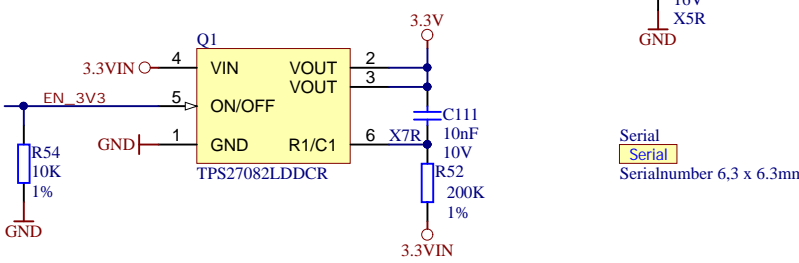 3.3V
X5R
GND
Q1
3.3VIN
4
VIN
VOUT
2
VOUT
3
EN_3V3
5
ON/OFF
C111
10nF
10V
GND
1
GND
R1/C1
6
X7R
TPS27082LDDCR
R54
10K
1%
GND
R52
200K
1%
3.3VIN
Serial
Serial
Serialnumber 6,3 x 6.3mm